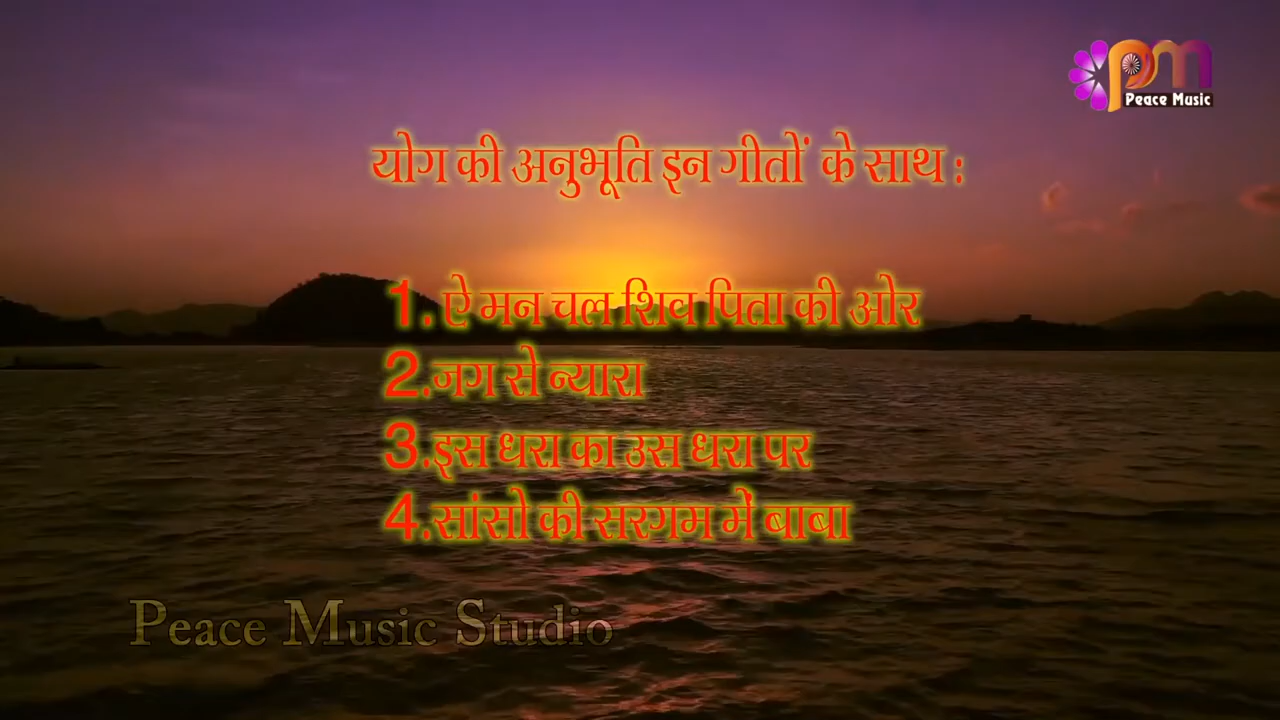 pm
Peace Music
योग की अनुभूति इन गीतों के साथ :
1. ऐ मन चल शिव पिता की ओर
2.जग से न्यारा
3.इस धरा का उस धरा पर
4.सांसो की सरगम में बाबा
Peace Music Studio